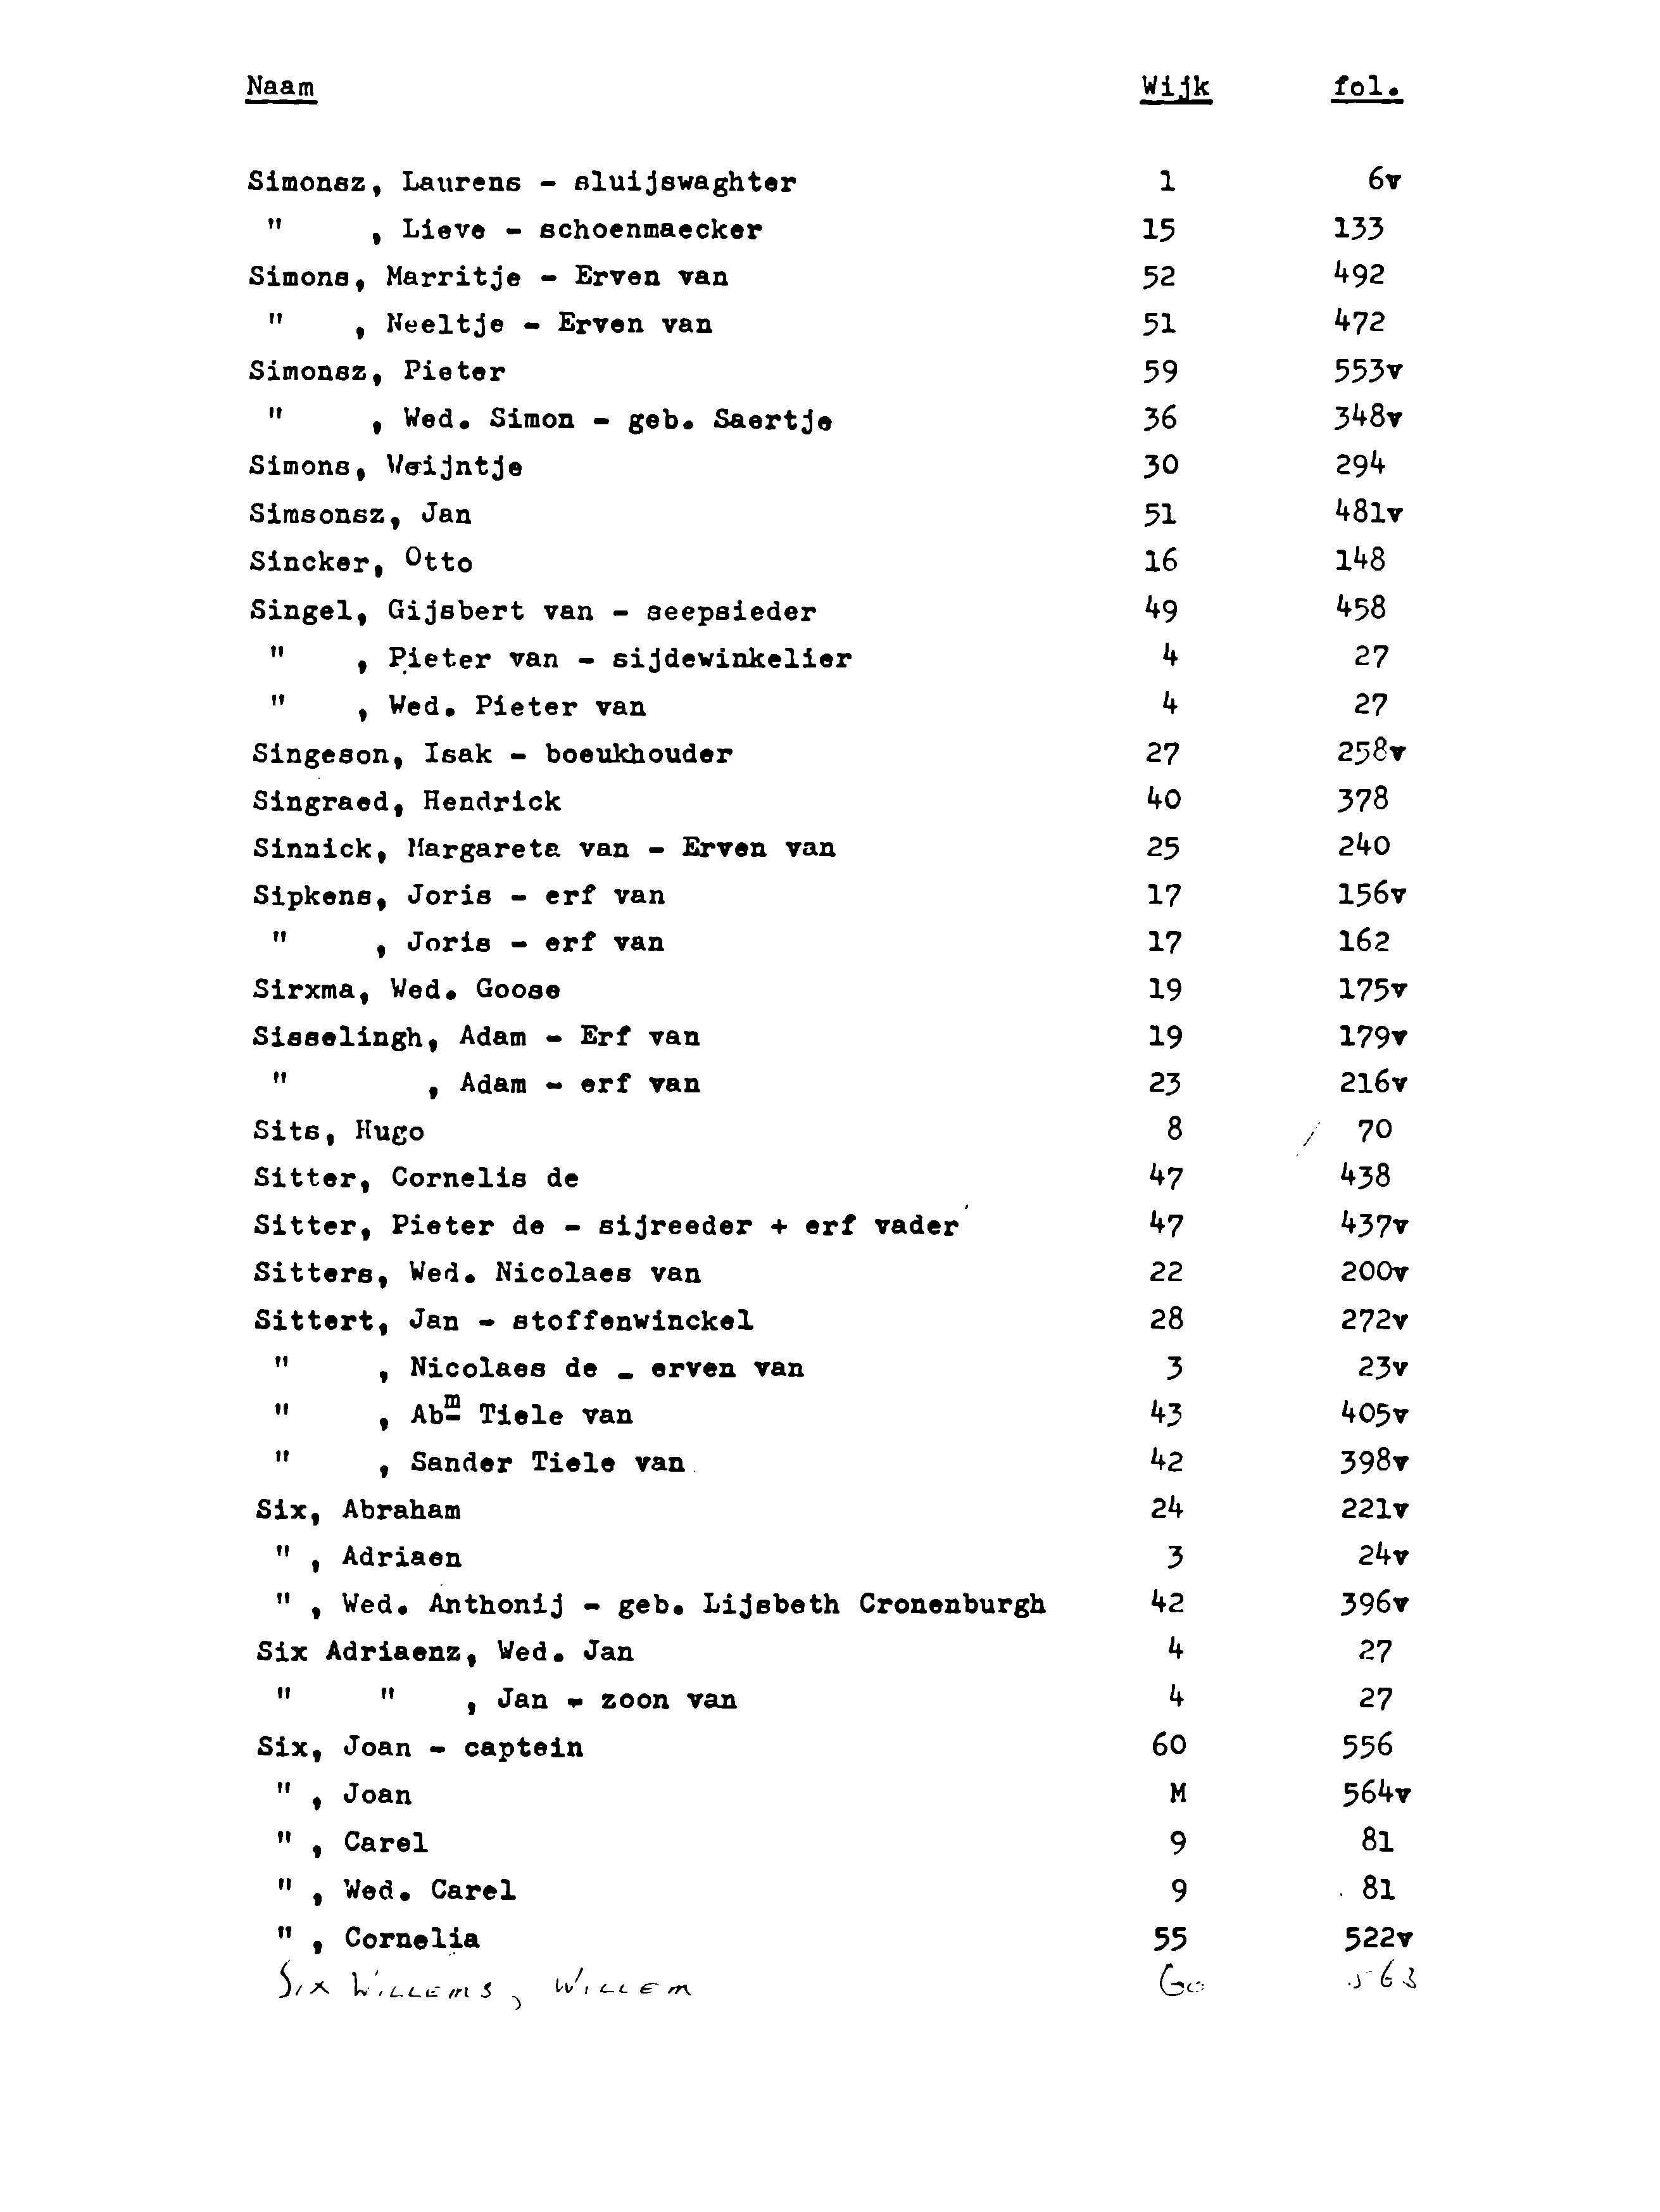 Naam Wijk fol.
Simonsz, Laurens - sluijswaghter 1 6v
" , Lieve - schoenmaecker 15 133
Simons, Marritje - Erven van 52 492
" , Neeltje - Erven van 51 472
Simonsz, Pieter 59 553v
" , Wed. Simon - geb. Saertje 36 348v
Simons, Weijntje 30 294
Simsonsz, Jan 51 481v
Sincker, Otto 16 148
Singel, Gijsbert van - seepsieder 49 458
" , Pieter van - sijdewinkelier 4 27
" , Wed. Pieter van 4 27
Singeson, Isak - boeukhouder 27 258v
Singraed, Hendrick 40 378
Sinnick, Margareta van - Erven van 25 240
Sipkens, Joris - erf van 17 156v
" , Joris - erf van 17 162
Sirxma, Wed. Goose 19 175v
Sisselingh, Adam - Erf van 19 179v
" , Adam - erf van 23 216v
Sits, Hugo 8 70
Sitter, Cornelis de 47 438
Sitter, Pieter de - sijreeder + erf vader 47 437v
Sitters, Wed. Nicolaes van 22 200v
Sittert, Jan - stoffenwinckel 28 272v
" , Nicolaes de - erven van 3 23v
" , Abm Tiele van 43 405v
" , Sander Tiele van 42 398v
Six, Abraham 24 221v
" , Adriaen 3 24v
" , Wed. Anthonij - geb. Lijsbeth Cronenburgh 42 396v
Six Adriaenz, Wed. Jan 4 27
" " , Jan - zoon van 4 27
Six, Joan - captein 60 556
" , Joan M 564v
" , Carel 9 81
" , Wed. Carel 9 81
" , Cornelia 55 522v
Six Willems, Willem 60 563